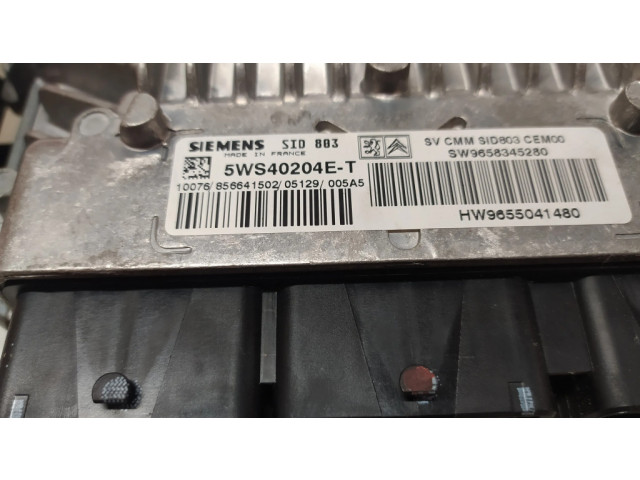 SIEMENS SID 803
MADE IN FRANCE
5WS40204E-T
10076/856641502/05129/005A5
SV CMM SID803 CEM00
SW9658345280
HW9655041480